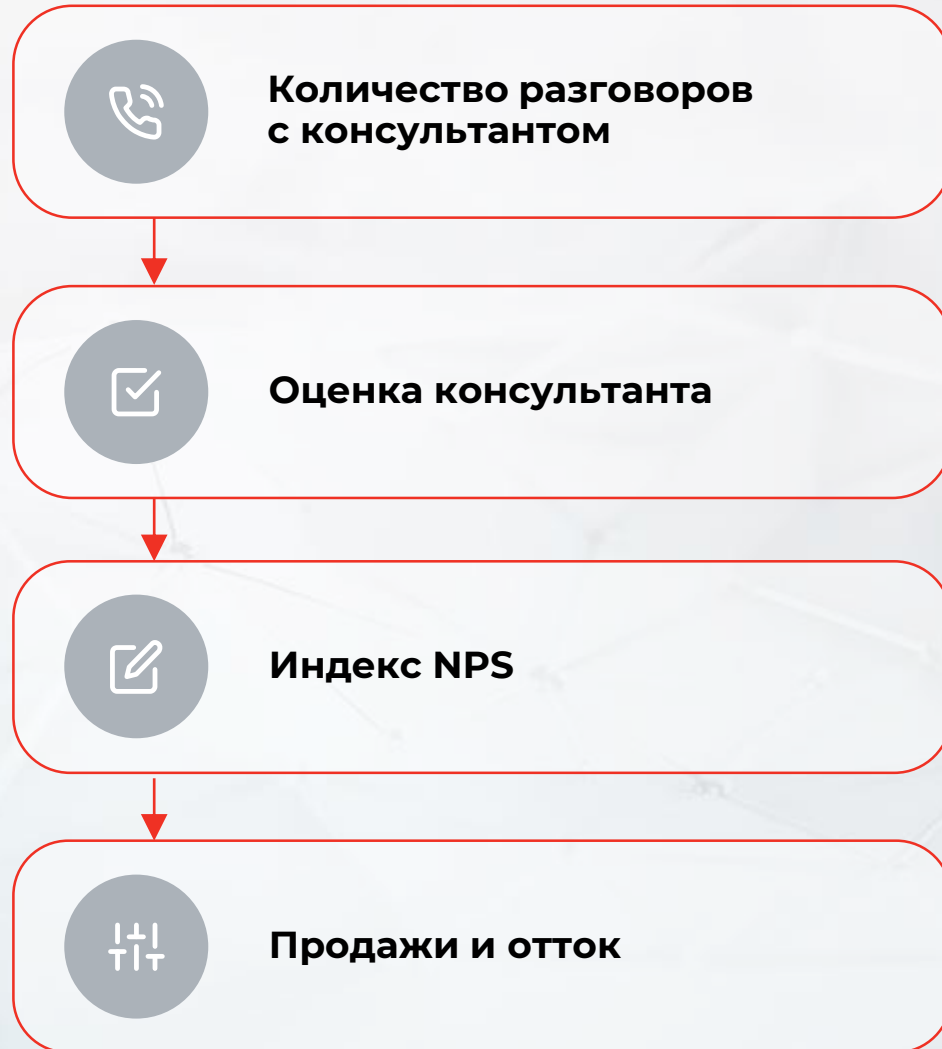 Количество разговоров
с консультантом
Оценка консультанта
Индекс NPS
Продажи и отток